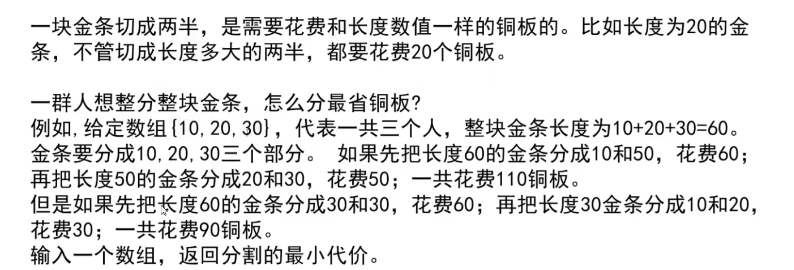 一块金条切成两半，是需要花费和长度数值一样的铜板的。比如长度为20的金
条，不管切成长度多大的两半，都要花费20个铜板。
一群人想整分整块金条，怎么分最省铜板?
例如,给定数组{10,20,30}，代表一共三个人，整块金条长度为10+20+30=60。
金条要分成10,20,30三个部分。 如果先把长度60的金条分成10和50，花费60;
再把长度50的金条分成20和30，花费50; 一共花费110铜板。
但是如果先把长度60的金条分成30和30，花费60; 再把长度30金条分成10和20，
花费30; 一共花费90铜板。
输入一个数组，返回分割的最小代价。